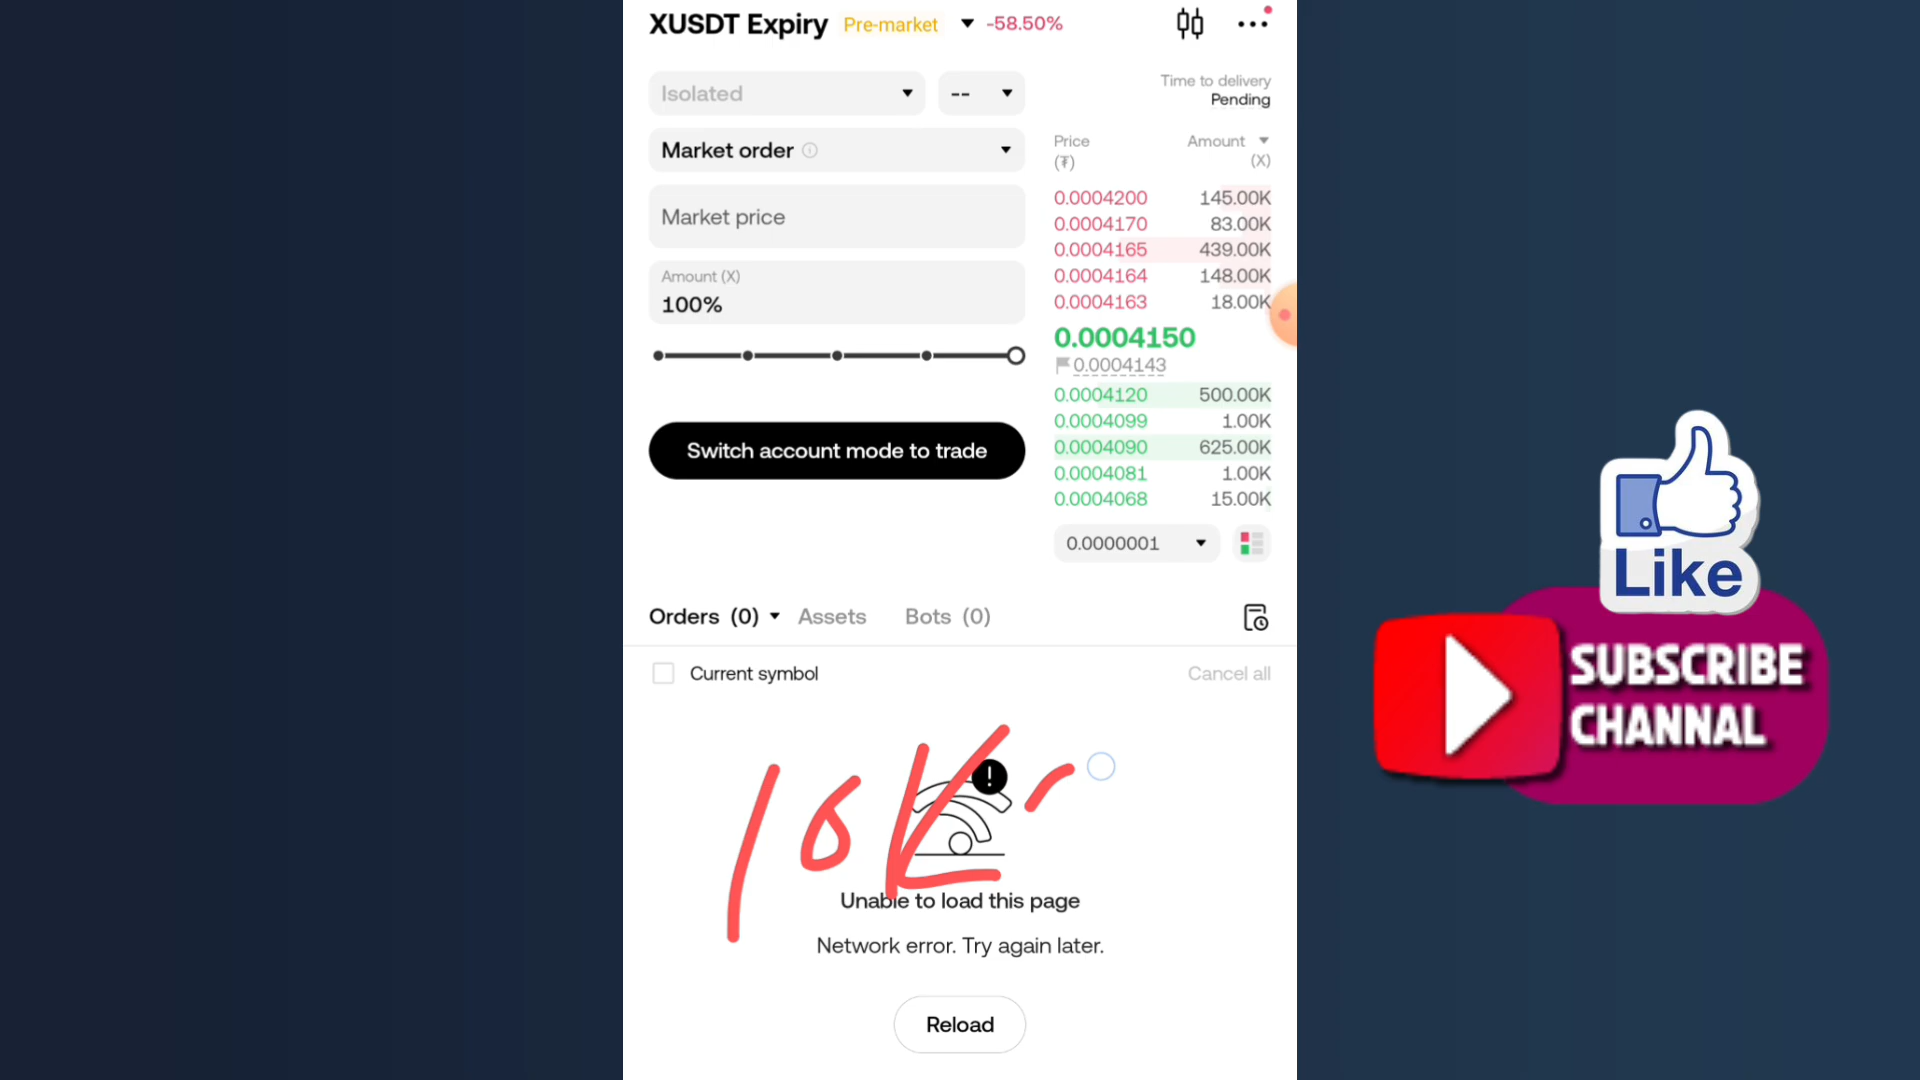 XUSDT Expiry Pre-market -58.50%
Isolated --
Time to delivery
Pending
Market order
Market price
Amount (X)
100%
Switch account mode to trade
Price Amount
(₮) (X)
0.0004200 145.00K
0.0004170 83.00K
0.0004165 439.00K
0.0004164 148.00K
0.0004163 18.00K
0.0004150
0.0004143
0.0004120 500.00K
0.0004099 1.00K
0.0004090 625.00K
0.0004081 1.00K
0.0004068 15.00K
0.0000001
Orders (0) Assets Bots (0)
Current symbol Cancel all
10K
Unable to load this page
Network error. Try again later.
Reload
Like
SUBSCRIBE
CHANNAL